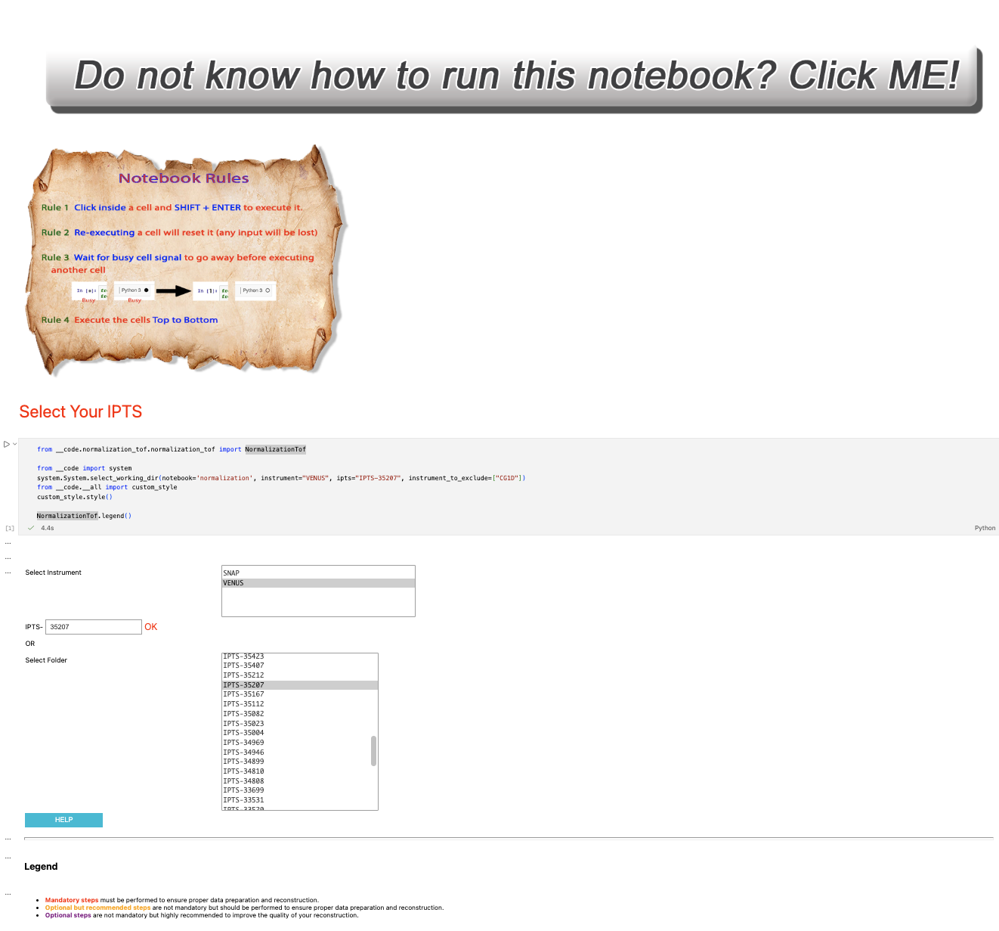 Do not know how to run this notebook? Click ME!
Notebook Rules
Rule 1 Click inside a cell and SHIFT + ENTER to execute it.
Rule 2 Re-executing a cell will reset it (any input will be lost)
Rule 3 Wait for busy cell signal to go away before executing
another cell
In [*]: fr Python 3 In [1]: fr Python 3
fr fr
Busy Busy
Rule 4 Execute the cells Top to Bottom
Select Your IPTS
from __code.normalization_tof.normalization_tof import NormalizationTof
from __code import system
system.System.select_working_dir(notebook='normalization', instrument="VENUS", ipts="IPTS-35207", instrument_to_exclude=["CG1D"])
from __code.__all import custom_style
custom_style.style()
NormalizationTof.legend()
[1] 4.4s Python
...
...
...
Select Instrument
SNAP
VENUS
IPTS- 35207 OK
OR
Select Folder
IPTS-35423
IPTS-35407
IPTS-35212
IPTS-35207
IPTS-35167
IPTS-35112
IPTS-35082
IPTS-35023
IPTS-35004
IPTS-34969
IPTS-34946
IPTS-34899
IPTS-34810
IPTS-34808
IPTS-33699
IPTS-33531
IPTS-33520
HELP
...
...
Legend
...
• Mandatory steps must be performed to ensure proper data preparation and reconstruction.
• Optional but recommended steps are not mandatory but should be performed to ensure proper data preparation and reconstruction.
• Optional steps are not mandatory but highly recommended to improve the quality of your reconstruction.